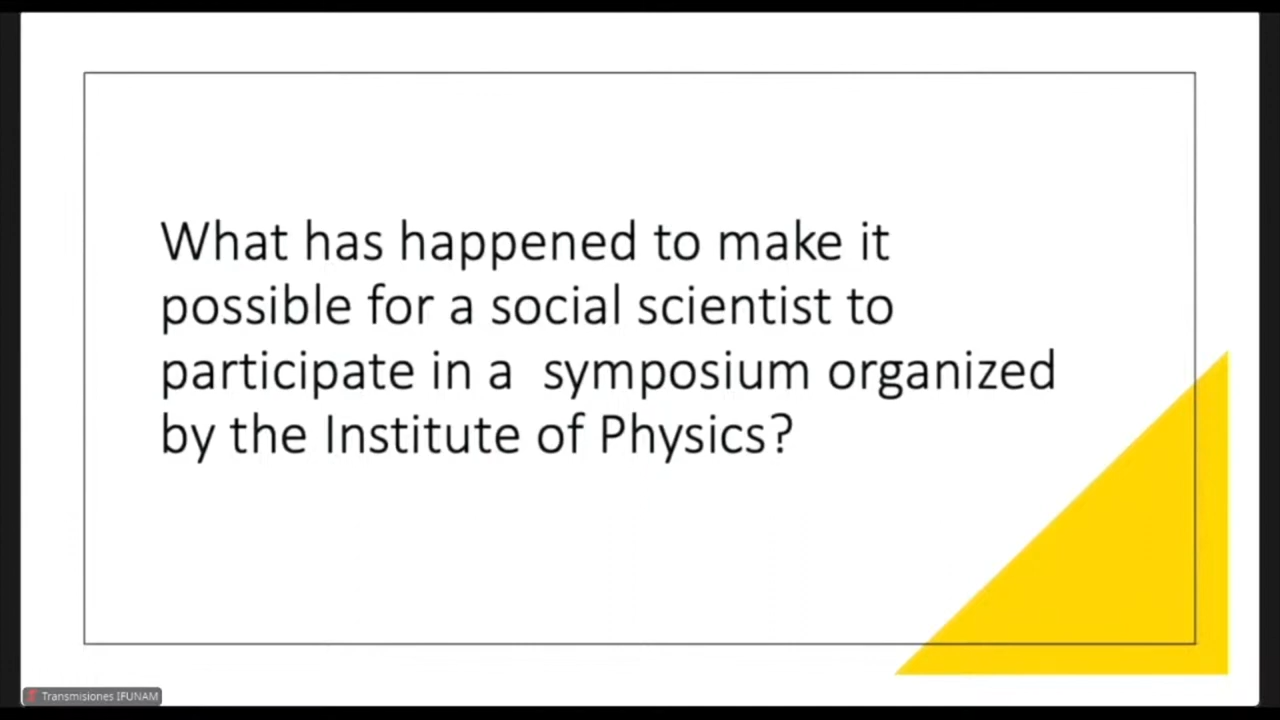 What has happened to make it
possible for a social scientist to
participate in a  symposium organized
by the Institute of Physics?
Transmisiones IFUNAM